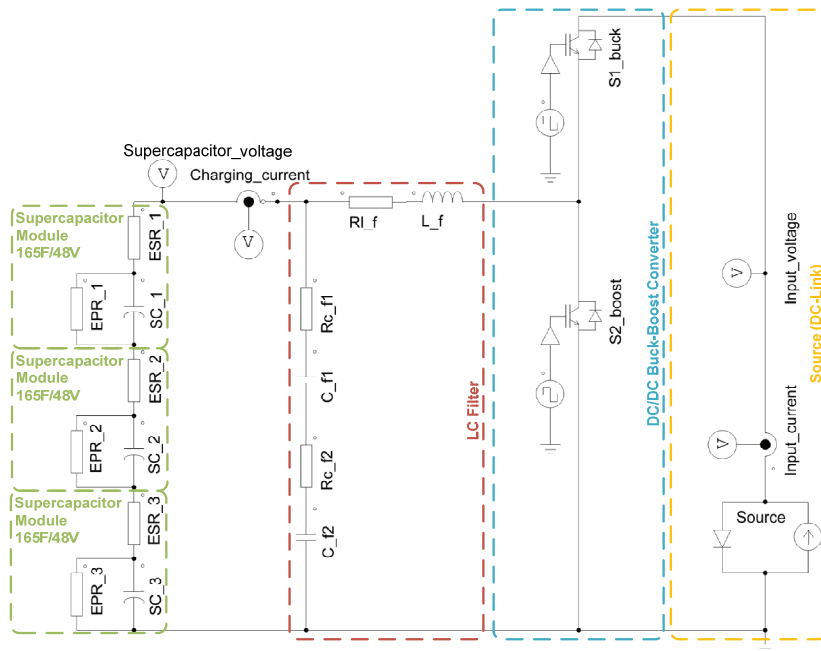 S1_buck
Supercapacitor_voltage
V
Charging_current
V
Supercapacitor
Module
165F/48V
ESR_1
EPR_1
SC_1
Supercapacitor
Module
165F/48V
ESR_2
EPR_2
SC_2
Supercapacitor
Module
165F/48V
ESR_3
EPR_3
SC_3
Rl_f
L_f
Rc_f1
C_f1
Rc_f2
C_f2
LC Filter
S2_boost
DC/DC Buck-Boost Converter
V
Input_voltage
V
Input_current
Source
Source (DC-Link)